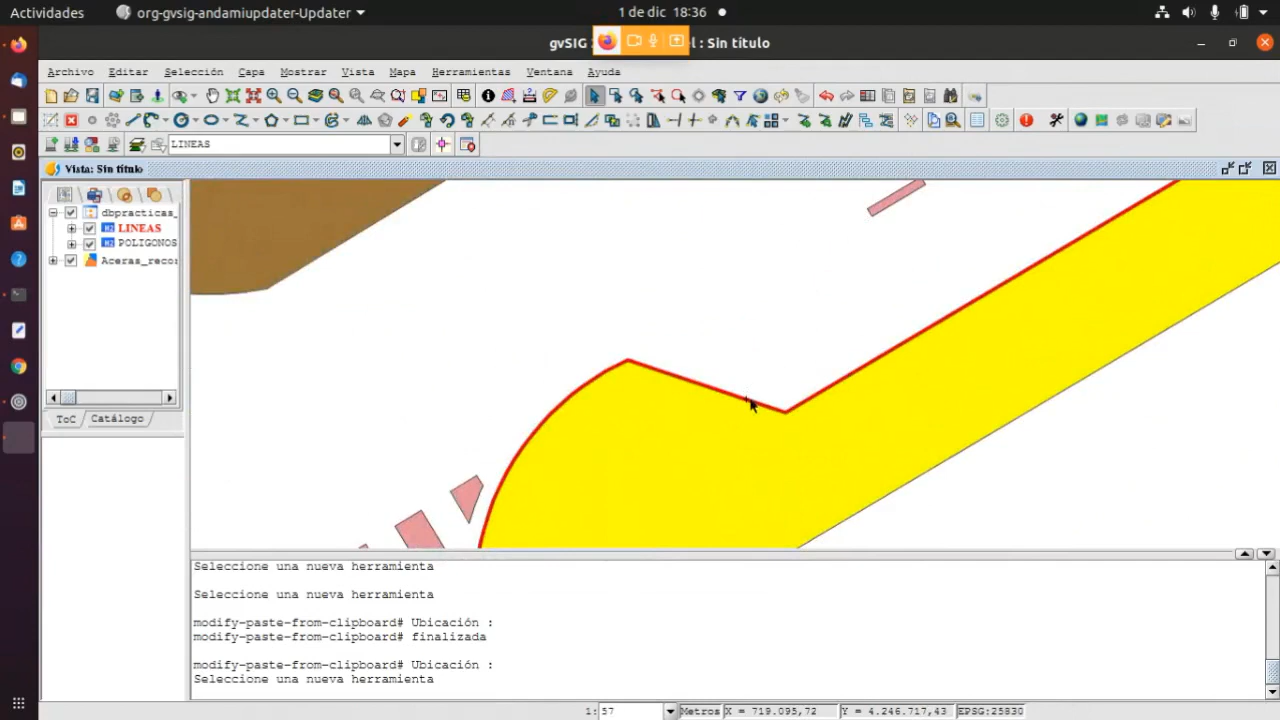 Actividades
org-gvsig-andamiupdater-Updater
1 de dic 18:36
gvSIG
el : Sin título
Archivo Editar Selección Capa Mostrar Vista Mapa Herramientas Ventana Ayuda
LINEAS
Vista: Sin título
dbpracticas_
LINEAS
POLIGONOS
Aceras_reco
ToC Catálogo
Seleccione una nueva herramienta
Seleccione una nueva herramienta
modify-paste-from-clipboard# Ubicación :
modify-paste-from-clipboard# finalizada
modify-paste-from-clipboard# Ubicación :
Seleccione una nueva herramienta
1: 57 Metros X = 719.095,72 Y = 4.246.717,43 EPSG:25830